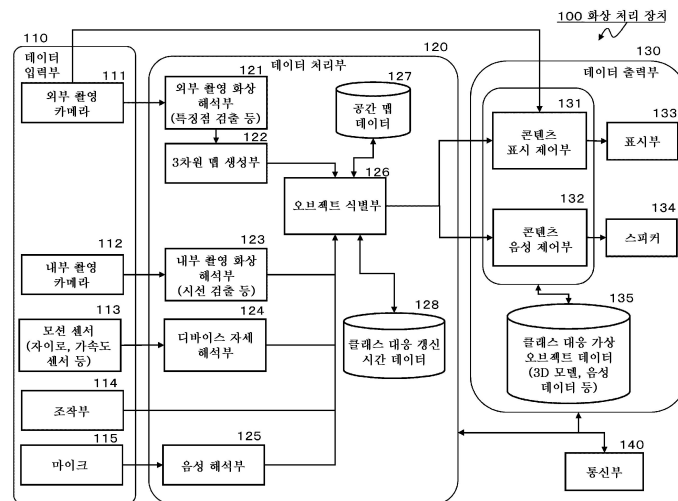 100 화상 처리 장치
110
데이터
입력부
111
외부 촬영
카메라
112
내부 촬영
카메라
113
모션 센서
(자이로, 가속도
센서 등)
114
조작부
115
마이크
120
데이터 처리부
121
외부 촬영 화상
해석부
(특징점 검출 등)
122
3차원 맵 생성부
123
내부 촬영 화상
해석부
(시선 검출 등)
124
디바이스 자세
해석부
125
음성 해석부
126
오브젝트 식별부
127
공간 맵
데이터
128
클래스 대응 갱신
시간 데이터
130
데이터 출력부
131
콘텐츠
표시 제어부
132
콘텐츠
음성 제어부
133
표시부
134
스피커
135
클래스 대응 가상
오브젝트 데이터
(3D 모델, 음성
데이터 등)
140
통신부